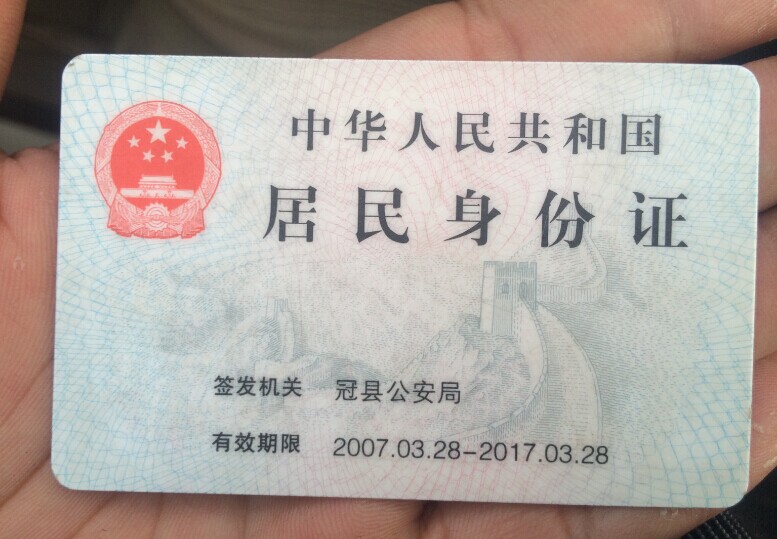 中华人民共和国
居民身份证
签发机关 冠县公安局
有效期限 2007.03.28-2017.03.28